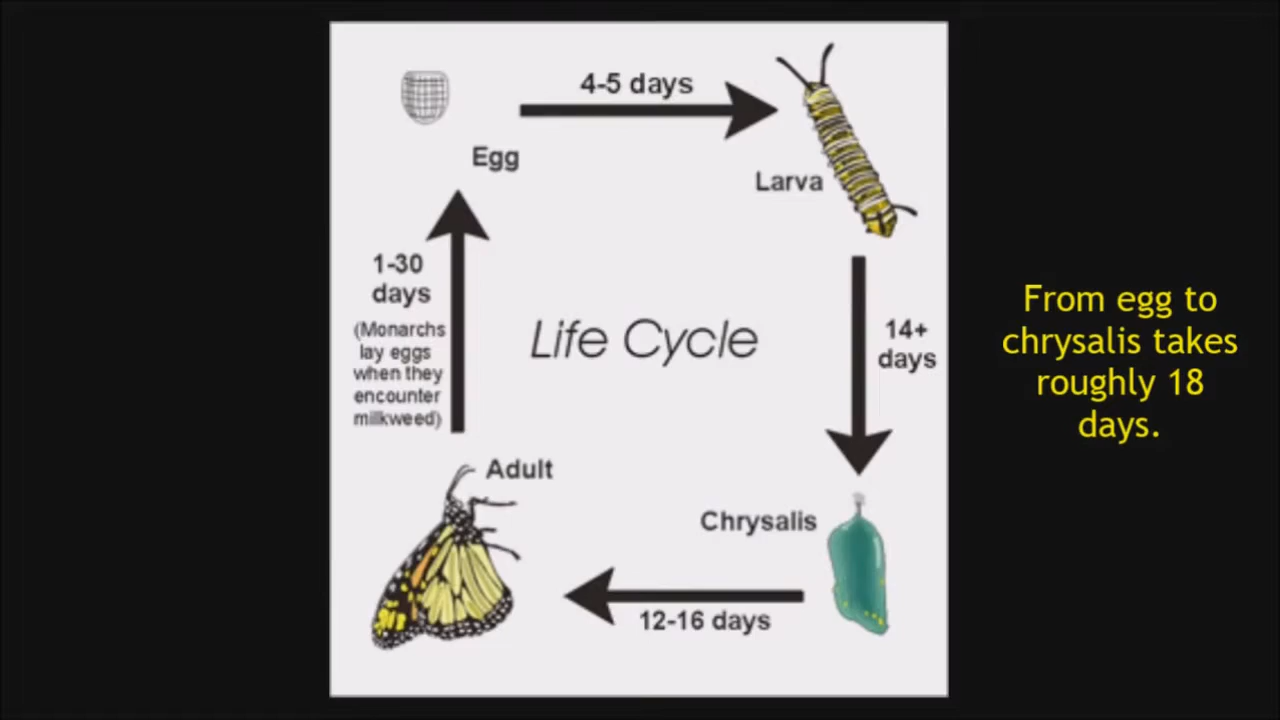 4-5 days
Egg
Larva
1-30
days
(Monarchs
lay eggs
when they
encounter
milkweed)
Life Cycle
14+
days
Adult
Chrysalis
12-16 days
From egg to
chrysalis takes
roughly 18
days.